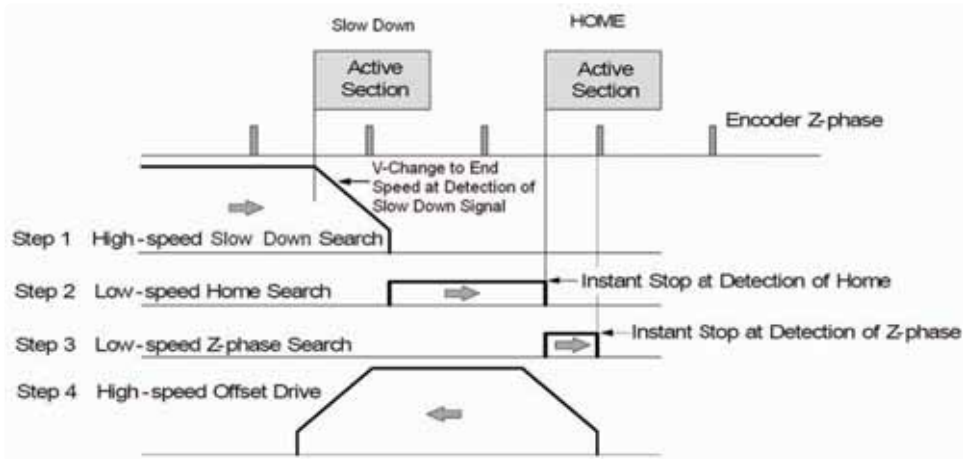 Slow Down
HOME
Active
Section
Active
Section
Encoder Z-phase
V-Change to End
Speed at Detection of
Slow Down Signal
Step 1 High-speed Slow Down Search
Step 2 Low-speed Home Search
Instant Stop at Detection of Home
Step 3 Low-speed Z-phase Search
Instant Stop at Detection of Z-phase
Step 4 High-speed Offset Drive